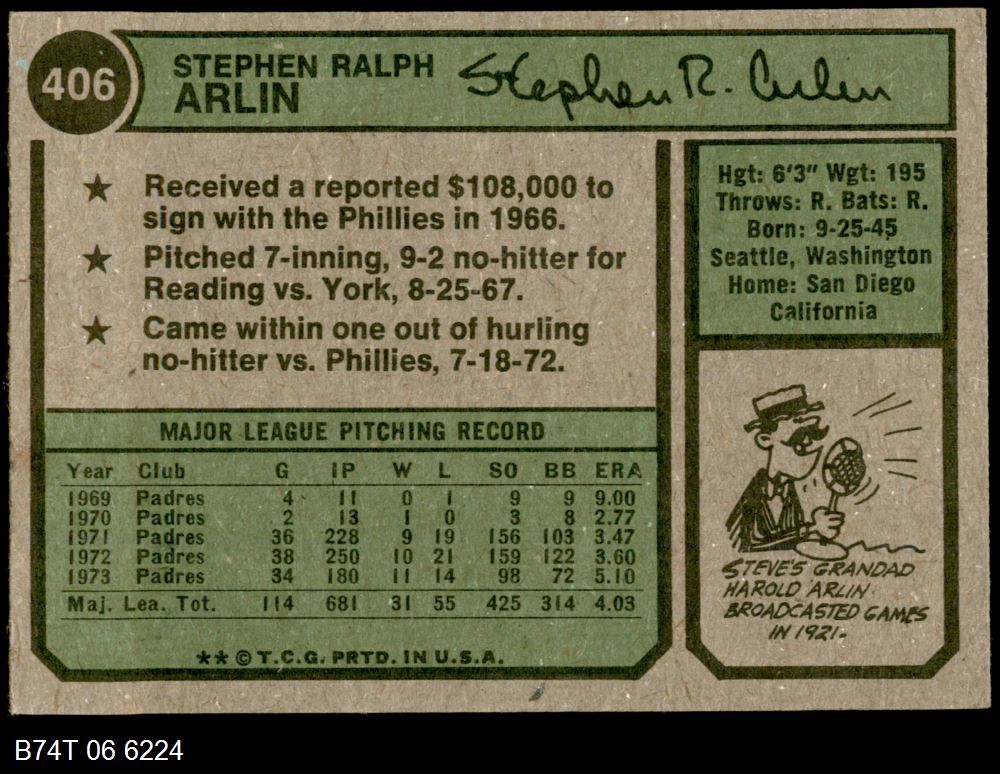 406
STEPHEN RALPH
ARLIN
Stephen R. Arlin
★ Received a reported $108,000 to
sign with the Phillies in 1966.
★ Pitched 7-inning, 9-2 no-hitter for
Reading vs. York, 8-25-67.
★ Came within one out of hurling
no-hitter vs. Phillies, 7-18-72.
Hgt: 6'3" Wgt: 195
Throws: R. Bats: R.
Born: 9-25-45
Seattle, Washington
Home: San Diego
California
MAJOR LEAGUE PITCHING RECORD
Year Club G IP W L SO BB ERA
1969 Padres 4 11 0 1 9 9 9.00
1970 Padres 2 13 1 0 3 8 2.77
1971 Padres 36 228 9 19 156 103 3.47
1972 Padres 38 250 10 21 159 122 3.60
1973 Padres 34 180 11 14 98 72 5.10
Maj. Lea. Tot. 114 681 31 55 425 314 4.03
★★ © T.C.G. PRTD. IN U.S.A.
STEVE'S GRANDAD
HAROLD ARLIN
BROADCASTED GAMES
IN 1921.
B74T 06 6224